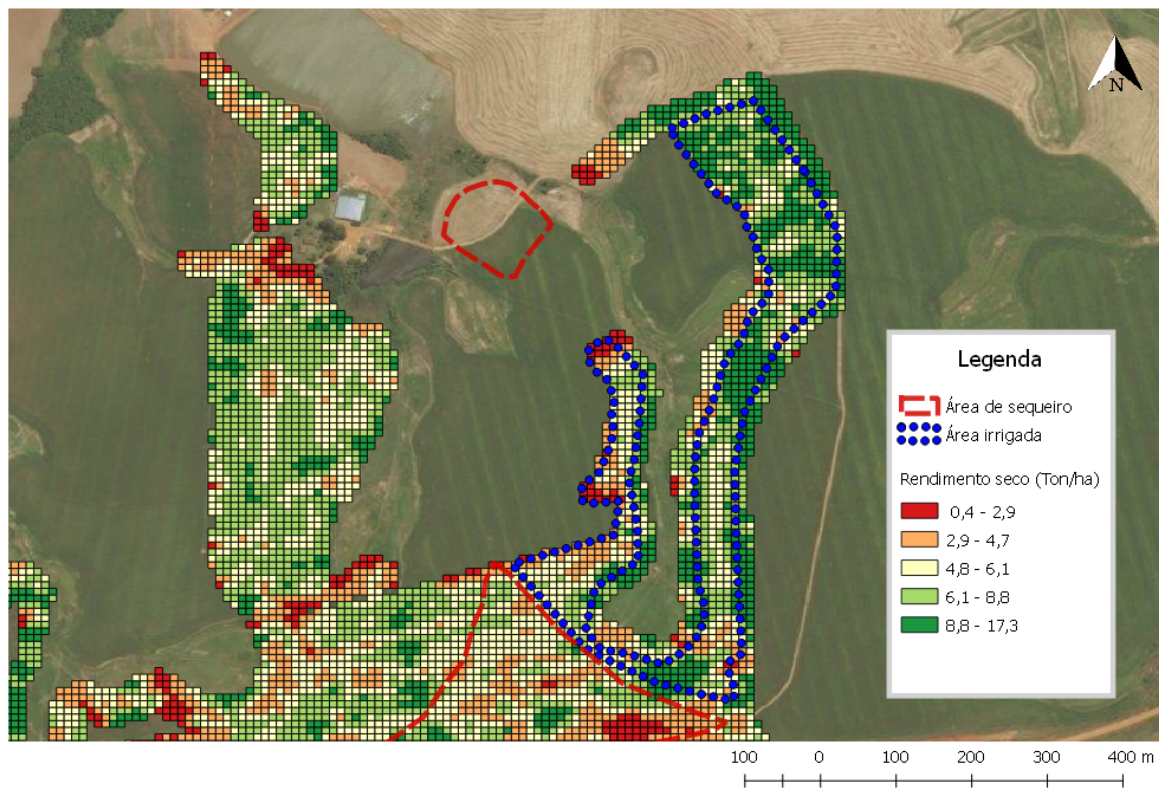 N
Legenda
Área de sequeiro
Área irrigada
Rendimento seco (Ton/ha)
0,4 - 2,9
2,9 - 4,7
4,8 - 6,1
6,1 - 8,8
8,8 - 17,3
100 0 100 200 300 400 m